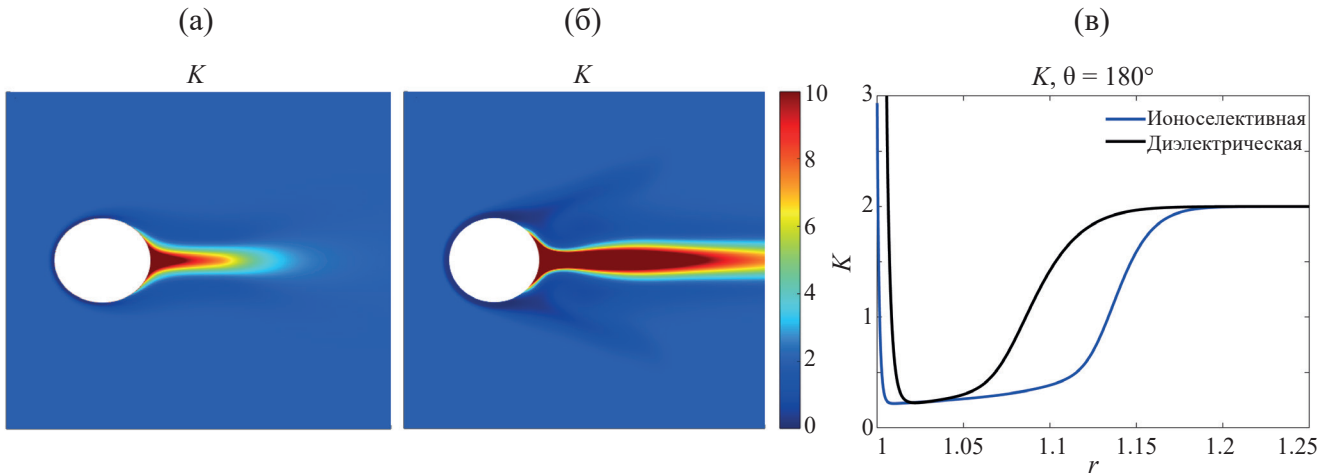 (а)
(б)
(в)
K
K
K, θ = 180°
10
8
6
4
2
0
3
2
1
0
K
Ионоселективная
Диэлектрическая
1
1.05
1.1
1.15
1.2
1.25
r